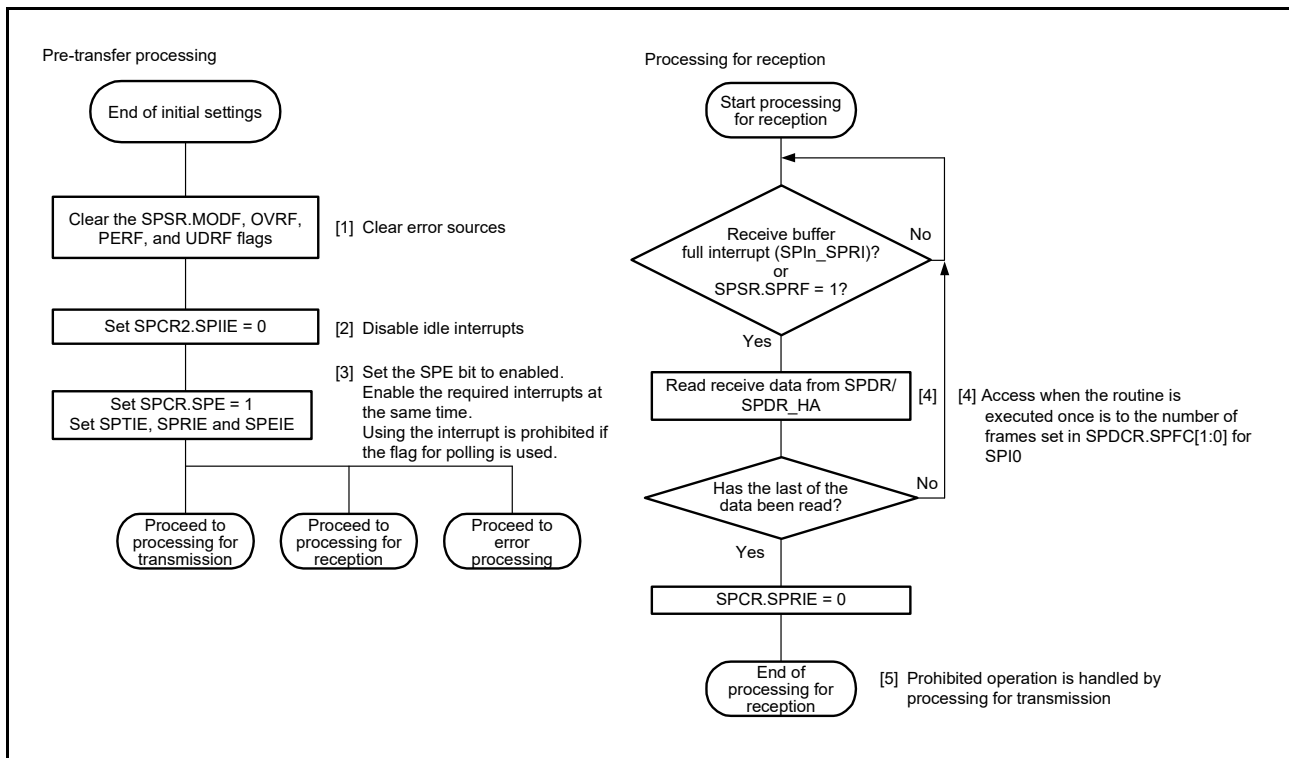 Pre-transfer processing
End of initial settings
Clear the SPSR.MODF, OVRF,
PERF, and UDRF flags
[1] Clear error sources
Set SPCR2.SPIIE = 0
[2] Disable idle interrupts
Set SPCR.SPE = 1
Set SPTIE, SPRIE and SPEIE
[3] Set the SPE bit to enabled.
Enable the required interrupts at
the same time.
Using the interrupt is prohibited if
the flag for polling is used.
Proceed to
processing for
transmission
Proceed to
processing for
reception
Proceed to
error
processing
Processing for reception
Start processing
for reception
Receive buffer
full interrupt (SPIn_SPRI)?
or
SPSR.SPRF = 1?
No
Yes
Read receive data from SPDR/
SPDR_HA
[4]
[4] Access when the routine is
executed once is to the number of
frames set in SPDCR.SPFC[1:0] for
SPI0
Has the last of the
data been read?
No
Yes
SPCR.SPRIE = 0
End of
processing for
reception
[5] Prohibited operation is handled by
processing for transmission